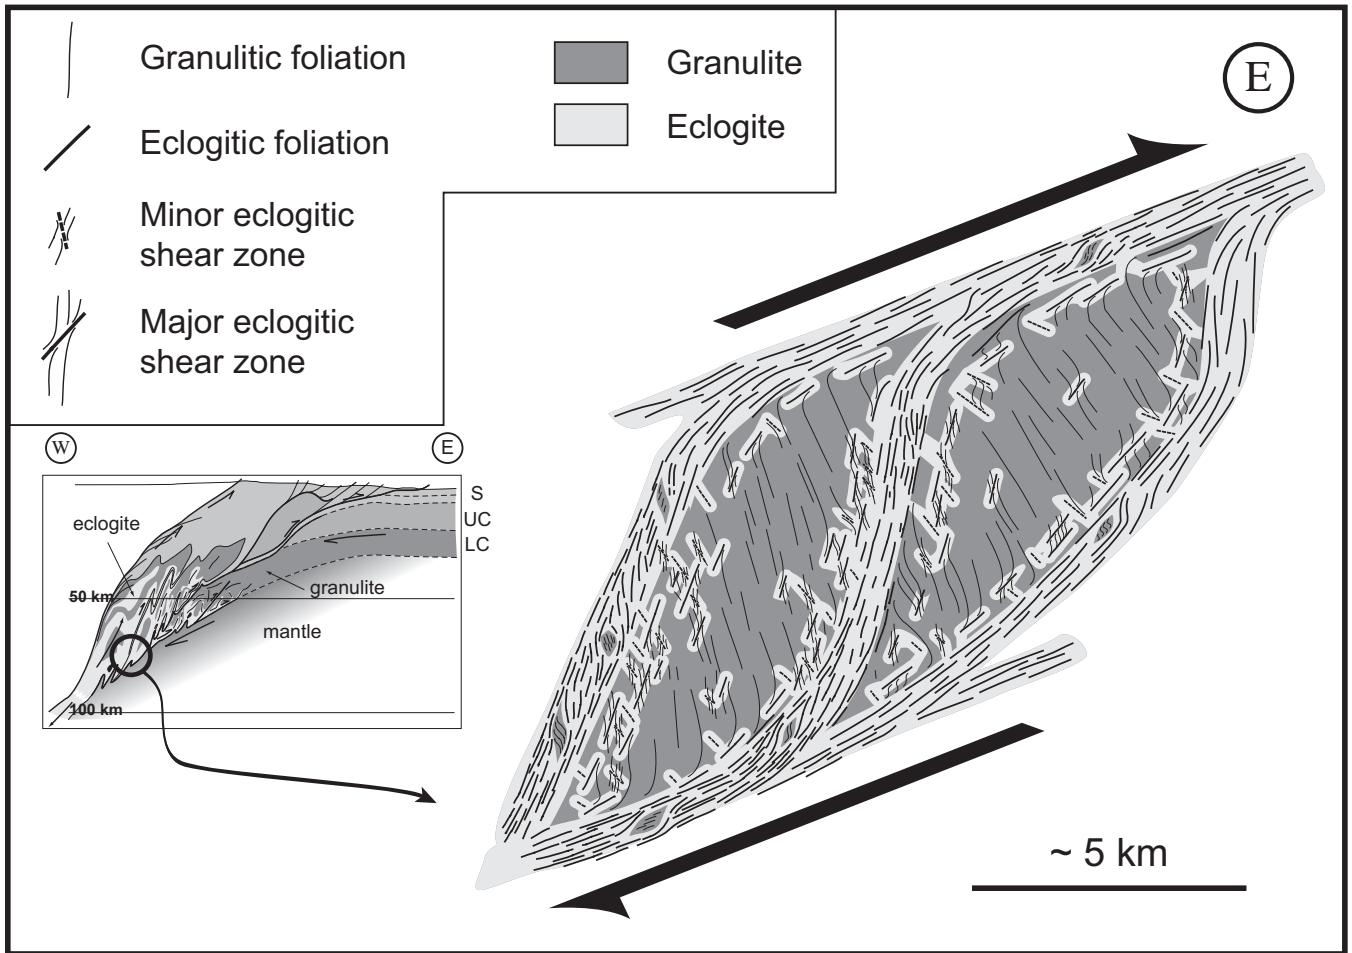 Granulitic foliation
Eclogitic foliation
Minor eclogitic
shear zone
Major eclogitic
shear zone
Granulite
Eclogite
E
W
E
S
UC
LC
eclogite
50 km
granulite
mantle
100 km
~ 5 km